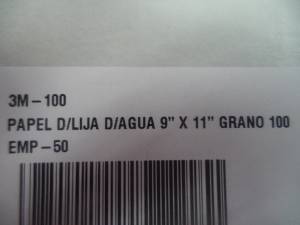 3M-100
PAPEL D/LIJA D/AGUA 9" X 11" GRANO 100
EMP-50